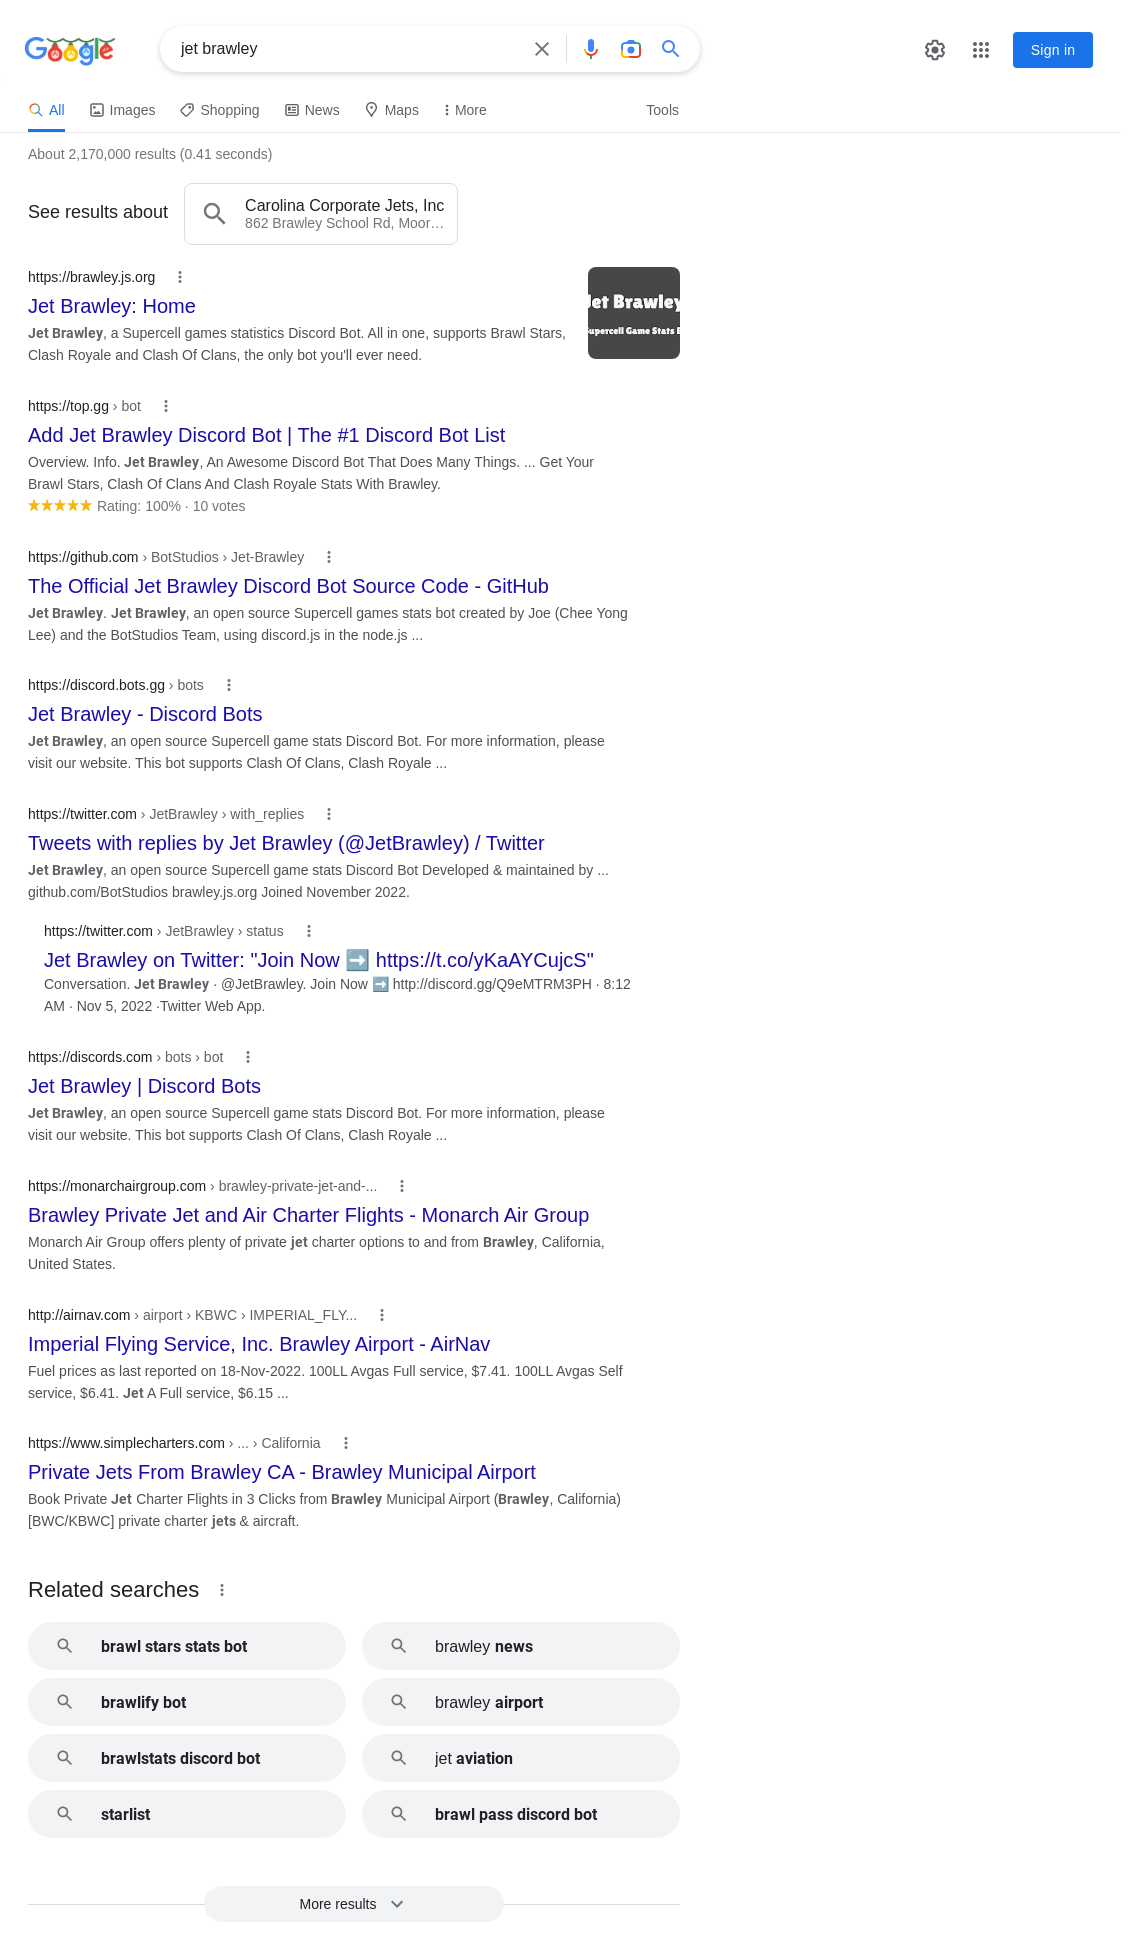 Google
jet brawley
Sign in
All Images Shopping News Maps More Tools
About 2,170,000 results (0.41 seconds)
See results about
Carolina Corporate Jets, Inc
862 Brawley School Rd, Moor…
https://brawley.js.org
Jet Brawley: Home
Jet Brawley, a Supercell games statistics Discord Bot. All in one, supports Brawl Stars,
Clash Royale and Clash Of Clans, the only bot you'll ever need.
Jet Brawley
Supercell Game Stats B
https://top.gg › bot
Add Jet Brawley Discord Bot | The #1 Discord Bot List
Overview. Info. Jet Brawley, An Awesome Discord Bot That Does Many Things. ... Get Your
Brawl Stars, Clash Of Clans And Clash Royale Stats With Brawley.
Rating: 100% · 10 votes
https://github.com › BotStudios › Jet-Brawley
The Official Jet Brawley Discord Bot Source Code - GitHub
Jet Brawley. Jet Brawley, an open source Supercell games stats bot created by Joe (Chee Yong
Lee) and the BotStudios Team, using discord.js in the node.js ...
https://discord.bots.gg › bots
Jet Brawley - Discord Bots
Jet Brawley, an open source Supercell game stats Discord Bot. For more information, please
visit our website. This bot supports Clash Of Clans, Clash Royale ...
https://twitter.com › JetBrawley › with_replies
Tweets with replies by Jet Brawley (@JetBrawley) / Twitter
Jet Brawley, an open source Supercell game stats Discord Bot Developed & maintained by ...
github.com/BotStudios brawley.js.org Joined November 2022.
https://twitter.com › JetBrawley › status
Jet Brawley on Twitter: "Join Now ➡️ https://t.co/yKaAYCujcS"
Conversation. Jet Brawley · @JetBrawley. Join Now ➡️ http://discord.gg/Q9eMTRM3PH · 8:12
AM · Nov 5, 2022 ·Twitter Web App.
https://discords.com › bots › bot
Jet Brawley | Discord Bots
Jet Brawley, an open source Supercell game stats Discord Bot. For more information, please
visit our website. This bot supports Clash Of Clans, Clash Royale ...
https://monarchairgroup.com › brawley-private-jet-and-...
Brawley Private Jet and Air Charter Flights - Monarch Air Group
Monarch Air Group offers plenty of private jet charter options to and from Brawley, California,
United States.
http://airnav.com › airport › KBWC › IMPERIAL_FLY...
Imperial Flying Service, Inc. Brawley Airport - AirNav
Fuel prices as last reported on 18-Nov-2022. 100LL Avgas Full service, $7.41. 100LL Avgas Self
service, $6.41. Jet A Full service, $6.15 ...
https://www.simplecharters.com › ... › California
Private Jets From Brawley CA - Brawley Municipal Airport
Book Private Jet Charter Flights in 3 Clicks from Brawley Municipal Airport (Brawley, California)
[BWC/KBWC] private charter jets & aircraft.
Related searches
brawl stars stats bot
brawley news
brawlify bot
brawley airport
brawlstats discord bot
jet aviation
starlist
brawl pass discord bot
More results